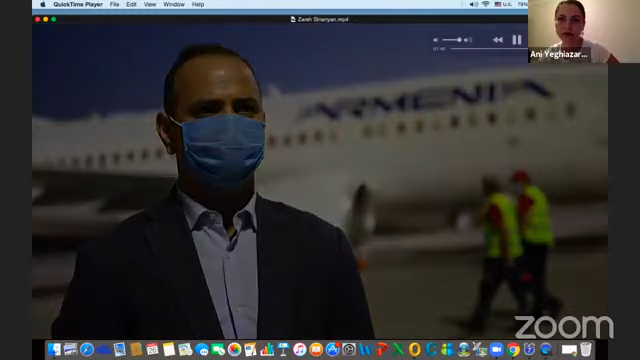 QuickTime Player File Edit View Window Help
U.S.
Zareh Sinanyan.mp4
Ani Yeghiazar...
ARMENIA
zoom